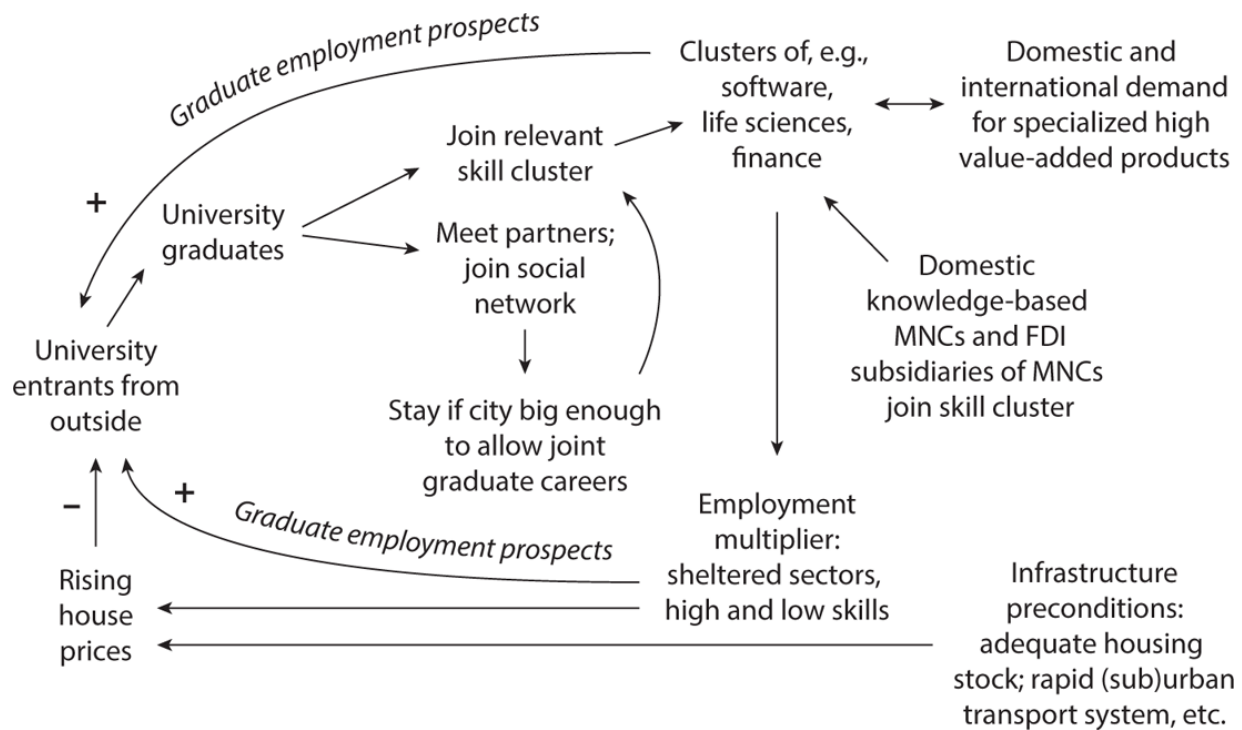 Graduate employment prospects
Clusters of, e.g.,
software,
life sciences,
finance
Domestic and
international demand
for specialized high
value-added products
Join relevant
skill cluster
+
University
graduates
Meet partners;
join social
network
Domestic
knowledge-based
MNCs and FDI
subsidiaries of MNCs
join skill cluster
University
entrants from
outside
Stay if city big enough
to allow joint
graduate careers
–
+
Graduate employment prospects
Employment
multiplier:
sheltered sectors,
high and low skills
Rising
house
prices
Infrastructure
preconditions:
adequate housing
stock; rapid (sub)urban
transport system, etc.